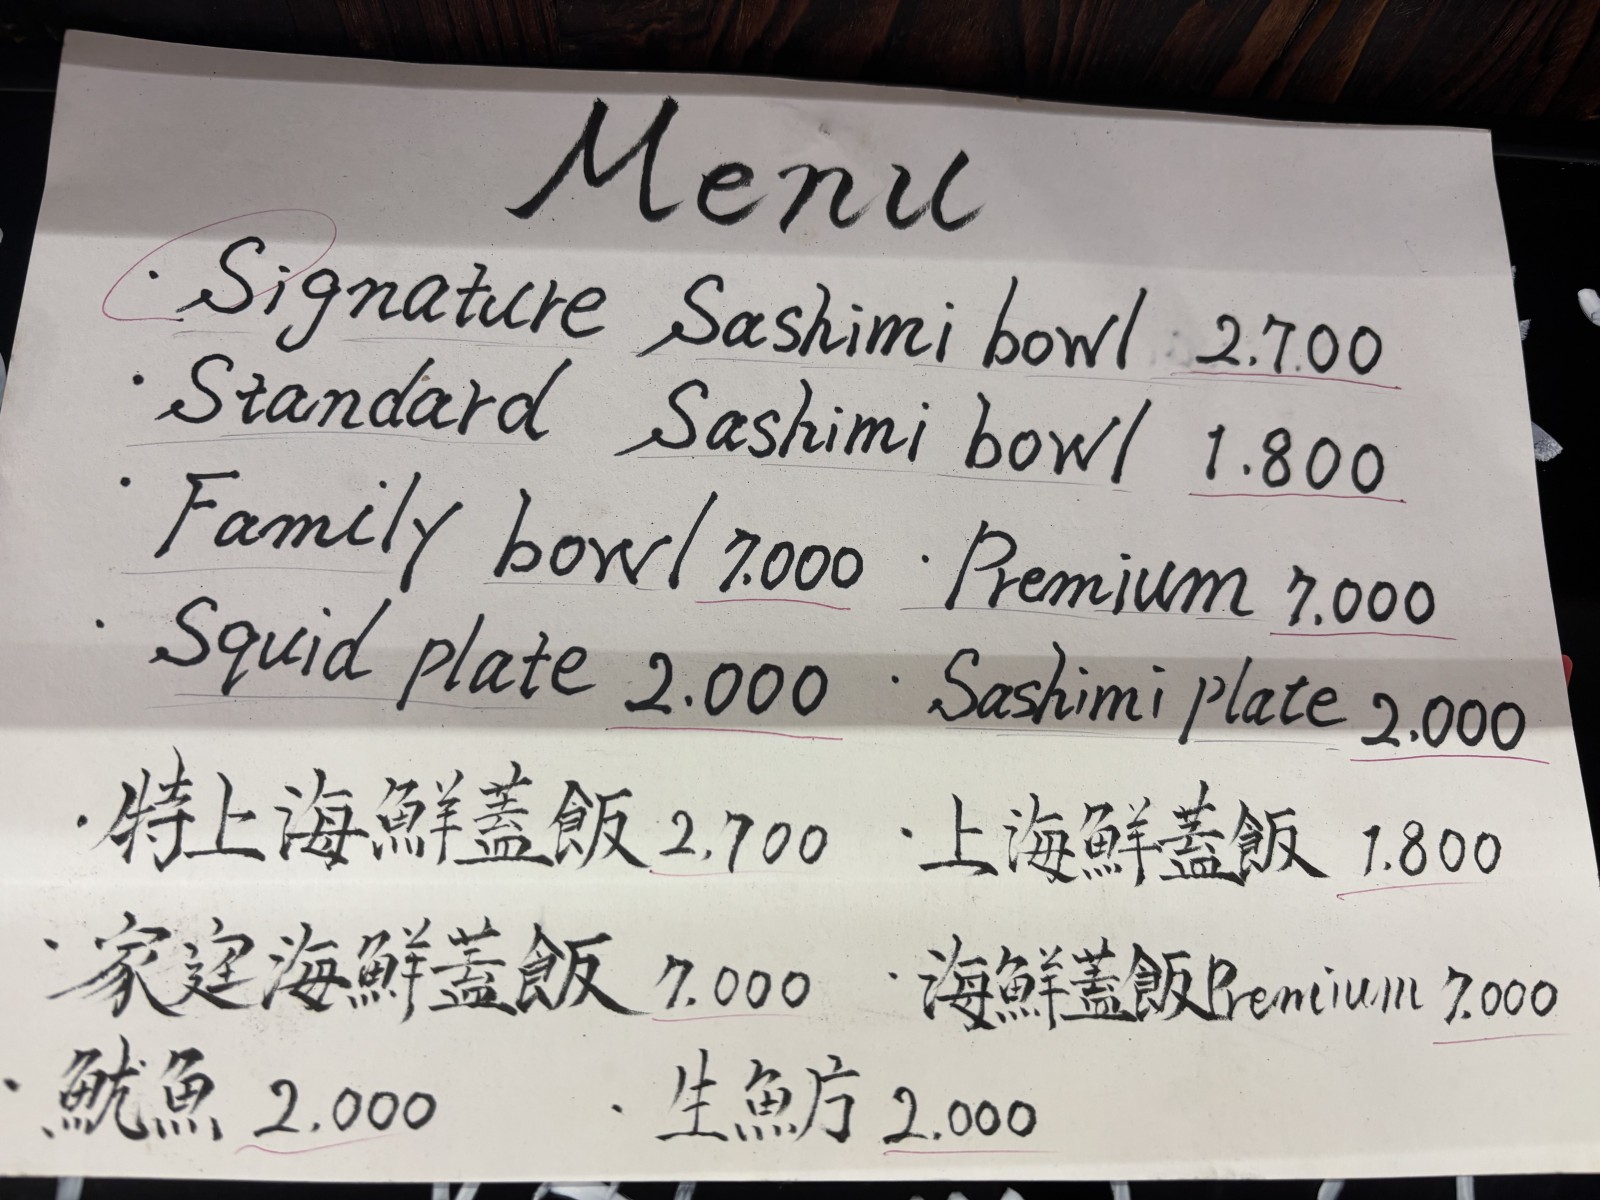 Menu
· Signature Sashimi bowl 2.700
· Standard Sashimi bowl 1.800
· Family bowl 7.000 · Premium 7.000
· Squid plate 2.000 · Sashimi plate 2.000
· 特上海鮮蓋飯 2.700 · 上海鮮蓋飯 1.800
· 家庭海鮮蓋飯 7.000 · 海鮮蓋飯Premium 7.000
· 魷魚 2.000 · 生魚片 2.000